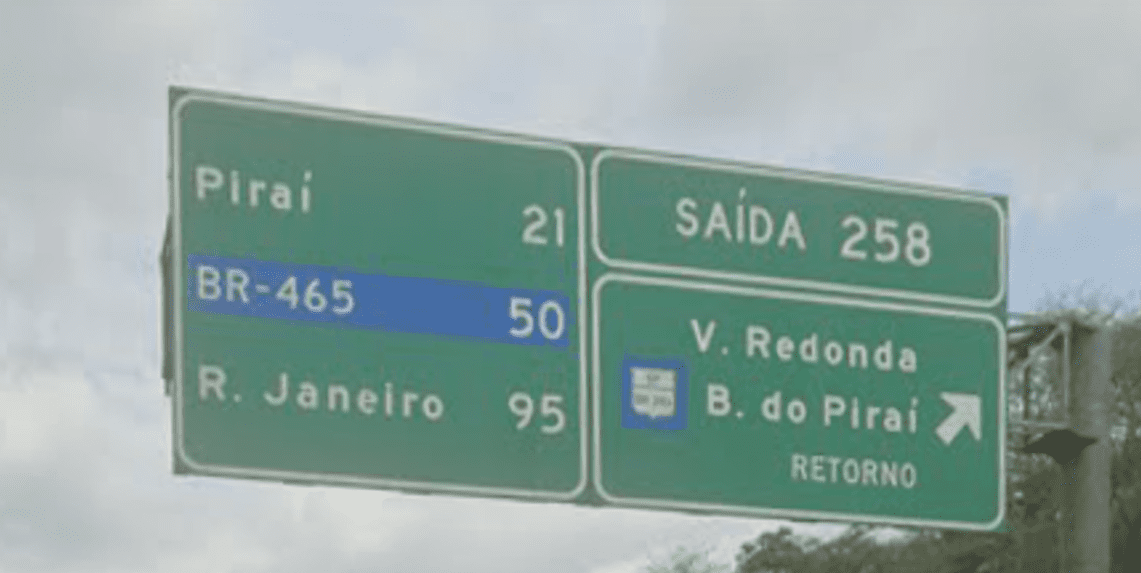 Piraí 21
BR-465 50
R. Janeiro 95
SAÍDA 258
V. Redonda
B. do Piraí
RETORNO